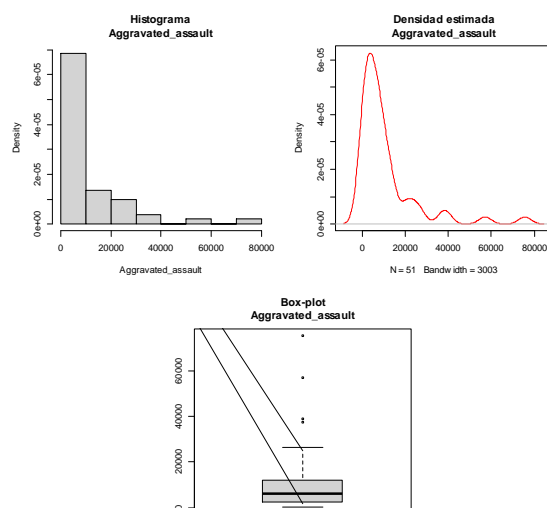 Histograma
Aggravated_assault
Density
0e+00 2e-05 4e-05 6e-05
0 20000 40000 60000 80000
Aggravated_assault
Densidad estimada
Aggravated_assault
Density
0e+00 2e-05 4e-05 6e-05
0 20000 40000 60000 80000
N = 51 Bandwidth = 3003
Box-plot
Aggravated_assault
0 20000 40000 60000